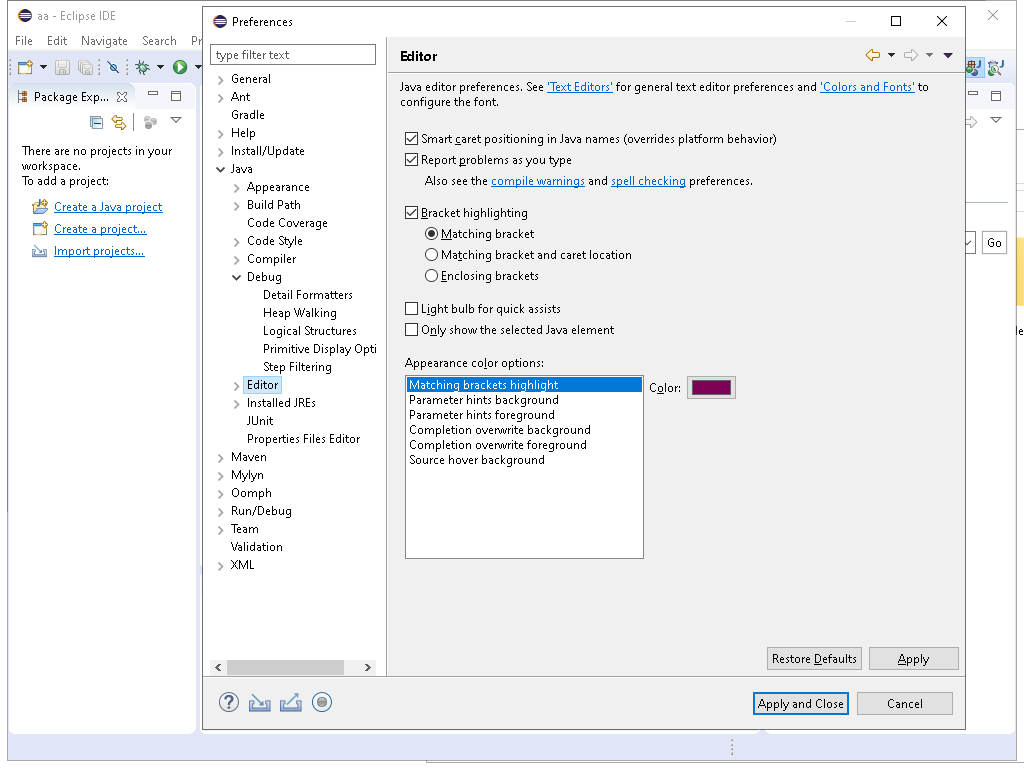 aa - Eclipse IDE
File Edit Navigate Search
Package Exp...
There are no projects in your
workspace.
To add a project:
Create a Java project
Create a project...
Import projects...
Preferences
type filter text
General
Ant
Gradle
Help
Install/Update
Java
Appearance
Build Path
Code Coverage
Code Style
Compiler
Debug
Detail Formatters
Heap Walking
Logical Structures
Primitive Display Opti
Step Filtering
Editor
Installed JREs
JUnit
Properties Files Editor
Maven
Mylyn
Oomph
Run/Debug
Team
Validation
XML
Editor
Java editor preferences. See 'Text Editors' for general text editor preferences and 'Colors and Fonts' to
configure the font.
Smart caret positioning in Java names (overrides platform behavior)
Report problems as you type
Also see the compile warnings and spell checking preferences.
Bracket highlighting
Matching bracket
Matching bracket and caret location
Enclosing brackets
Light bulb for quick assists
Only show the selected Java element
Appearance color options:
Matching brackets highlight
Parameter hints background
Parameter hints foreground
Completion overwrite background
Completion overwrite foreground
Source hover background
Color:
Restore Defaults Apply
Apply and Close Cancel
Go